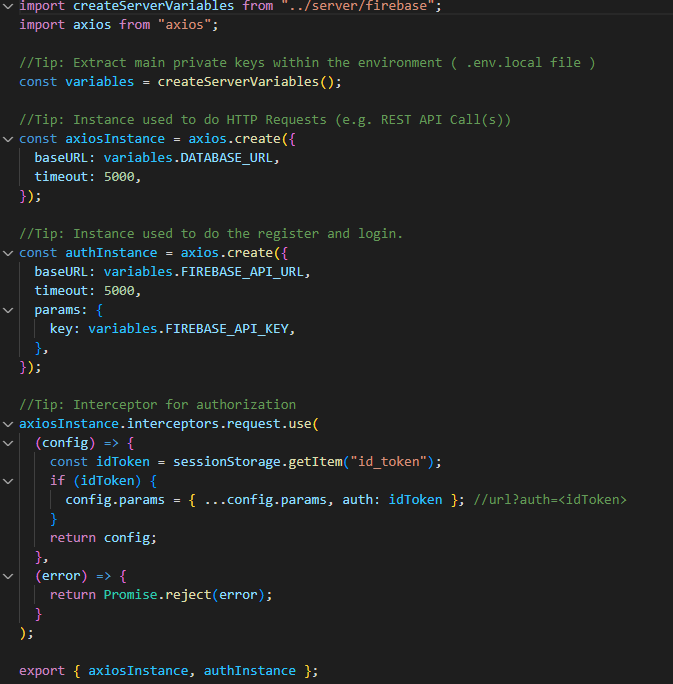 import createServerVariables from "../server/firebase";
import axios from "axios";

//Tip: Extract main private keys within the environment ( .env.local file )
const variables = createServerVariables();

//Tip: Instance used to do HTTP Requests (e.g. REST API Call(s))
const axiosInstance = axios.create({
  baseURL: variables.DATABASE_URL,
  timeout: 5000,
});

//Tip: Instance used to do the register and login.
const authInstance = axios.create({
  baseURL: variables.FIREBASE_API_URL,
  timeout: 5000,
  params: {
    key: variables.FIREBASE_API_KEY,
  },
});

//Tip: Interceptor for authorization
axiosInstance.interceptors.request.use(
  (config) => {
    const idToken = sessionStorage.getItem("id_token");
    if (idToken) {
      config.params = { ...config.params, auth: idToken }; //url?auth=<idToken>
    }
    return config;
  },
  (error) => {
    return Promise.reject(error);
  }
);

export { axiosInstance, authInstance };